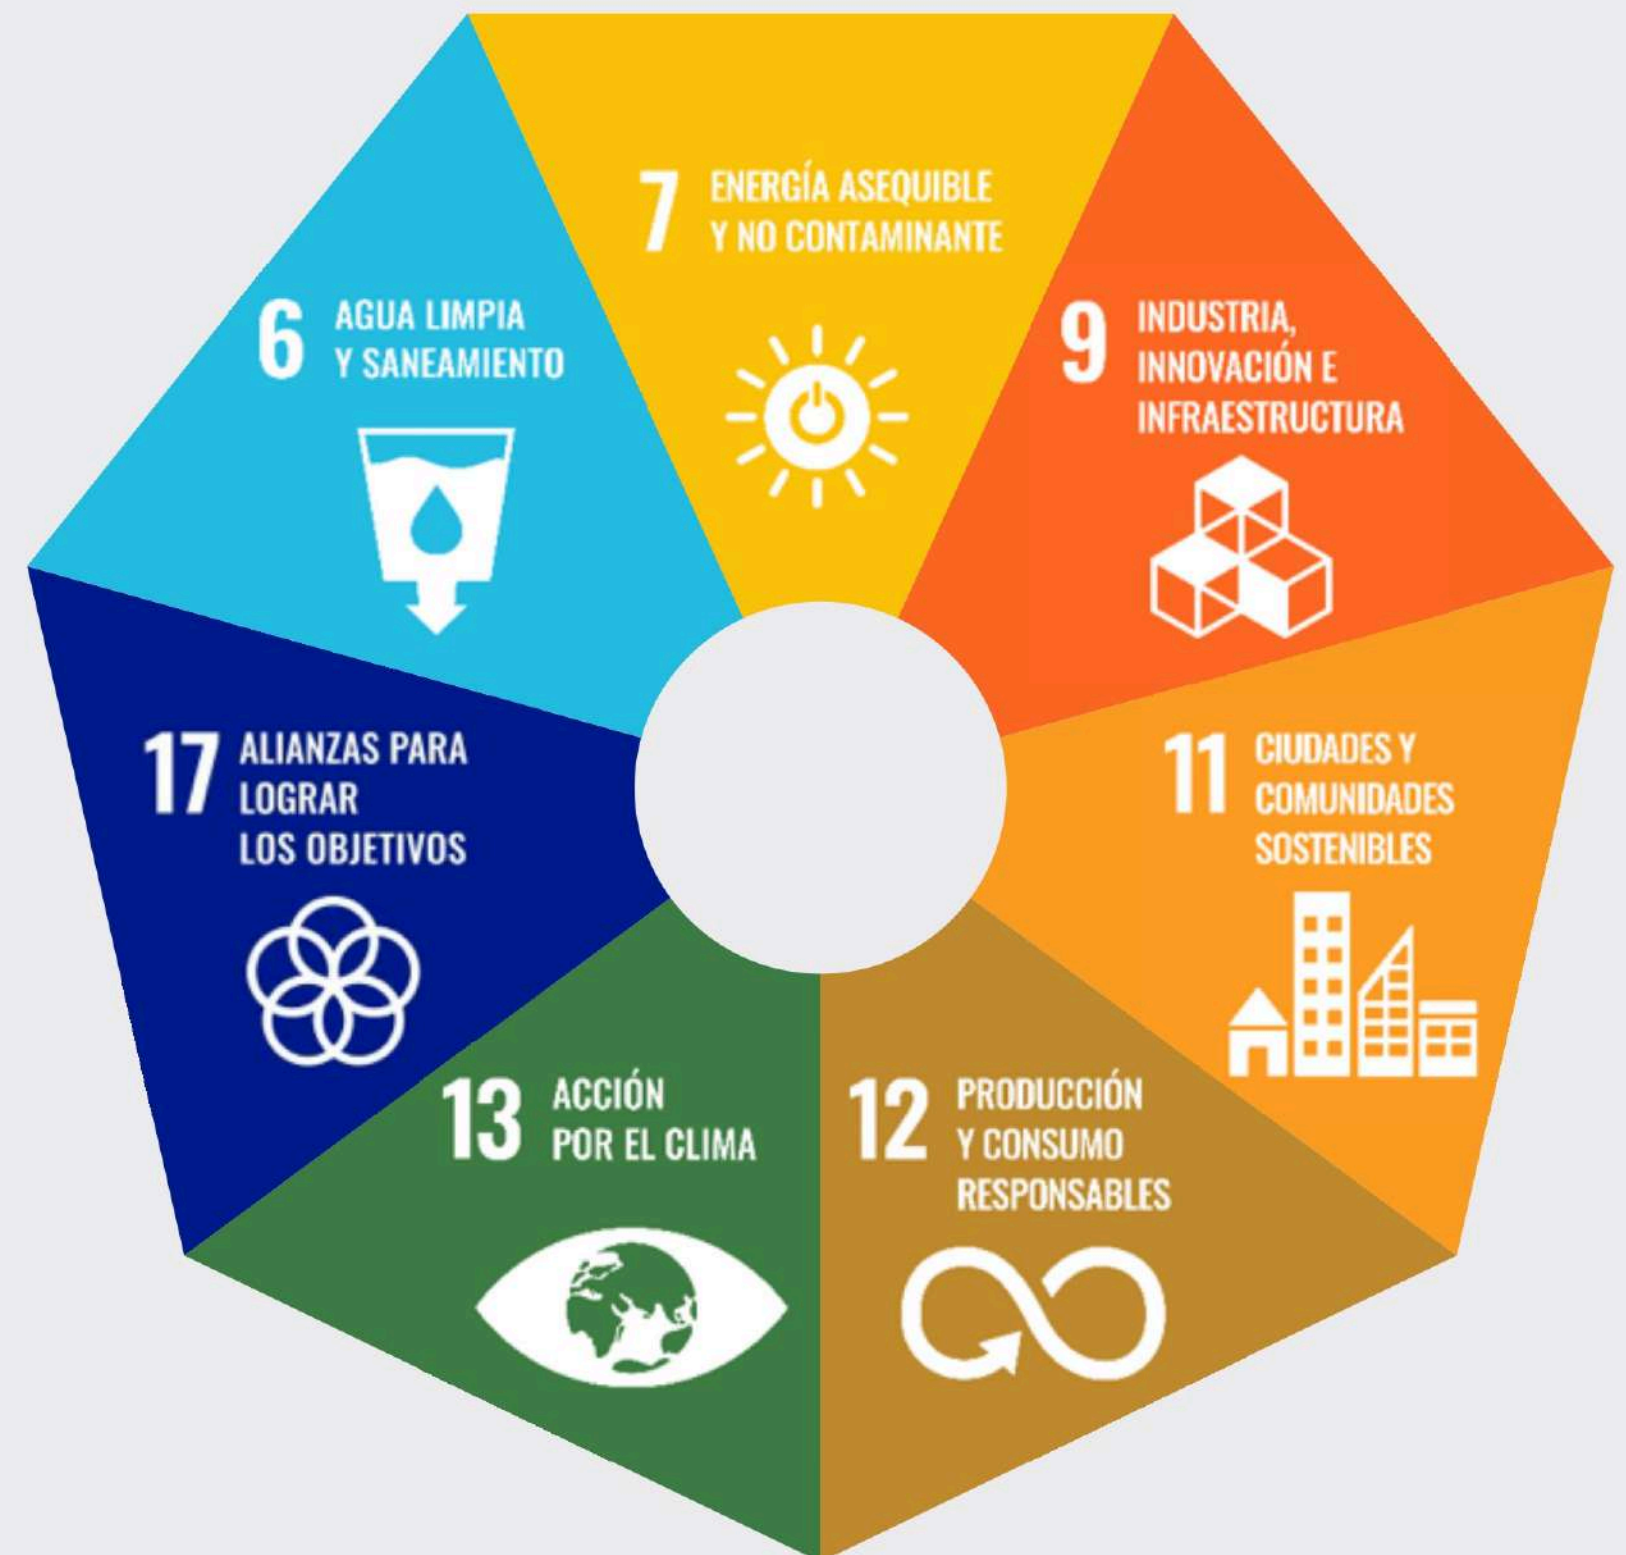 7
ENERGÍA ASEQUIBLE
Y NO CONTAMINANTE
6
AGUA LIMPIA
Y SANEAMIENTO
9
INDUSTRIA,
INNOVACIÓN E
INFRAESTRUCTURA
17
ALIANZAS PARA
LOGRAR
LOS OBJETIVOS
11
CIUDADES Y
COMUNIDADES
SOSTENIBLES
13
ACCIÓN
POR EL CLIMA
12
PRODUCCIÓN
Y CONSUMO
RESPONSABLES